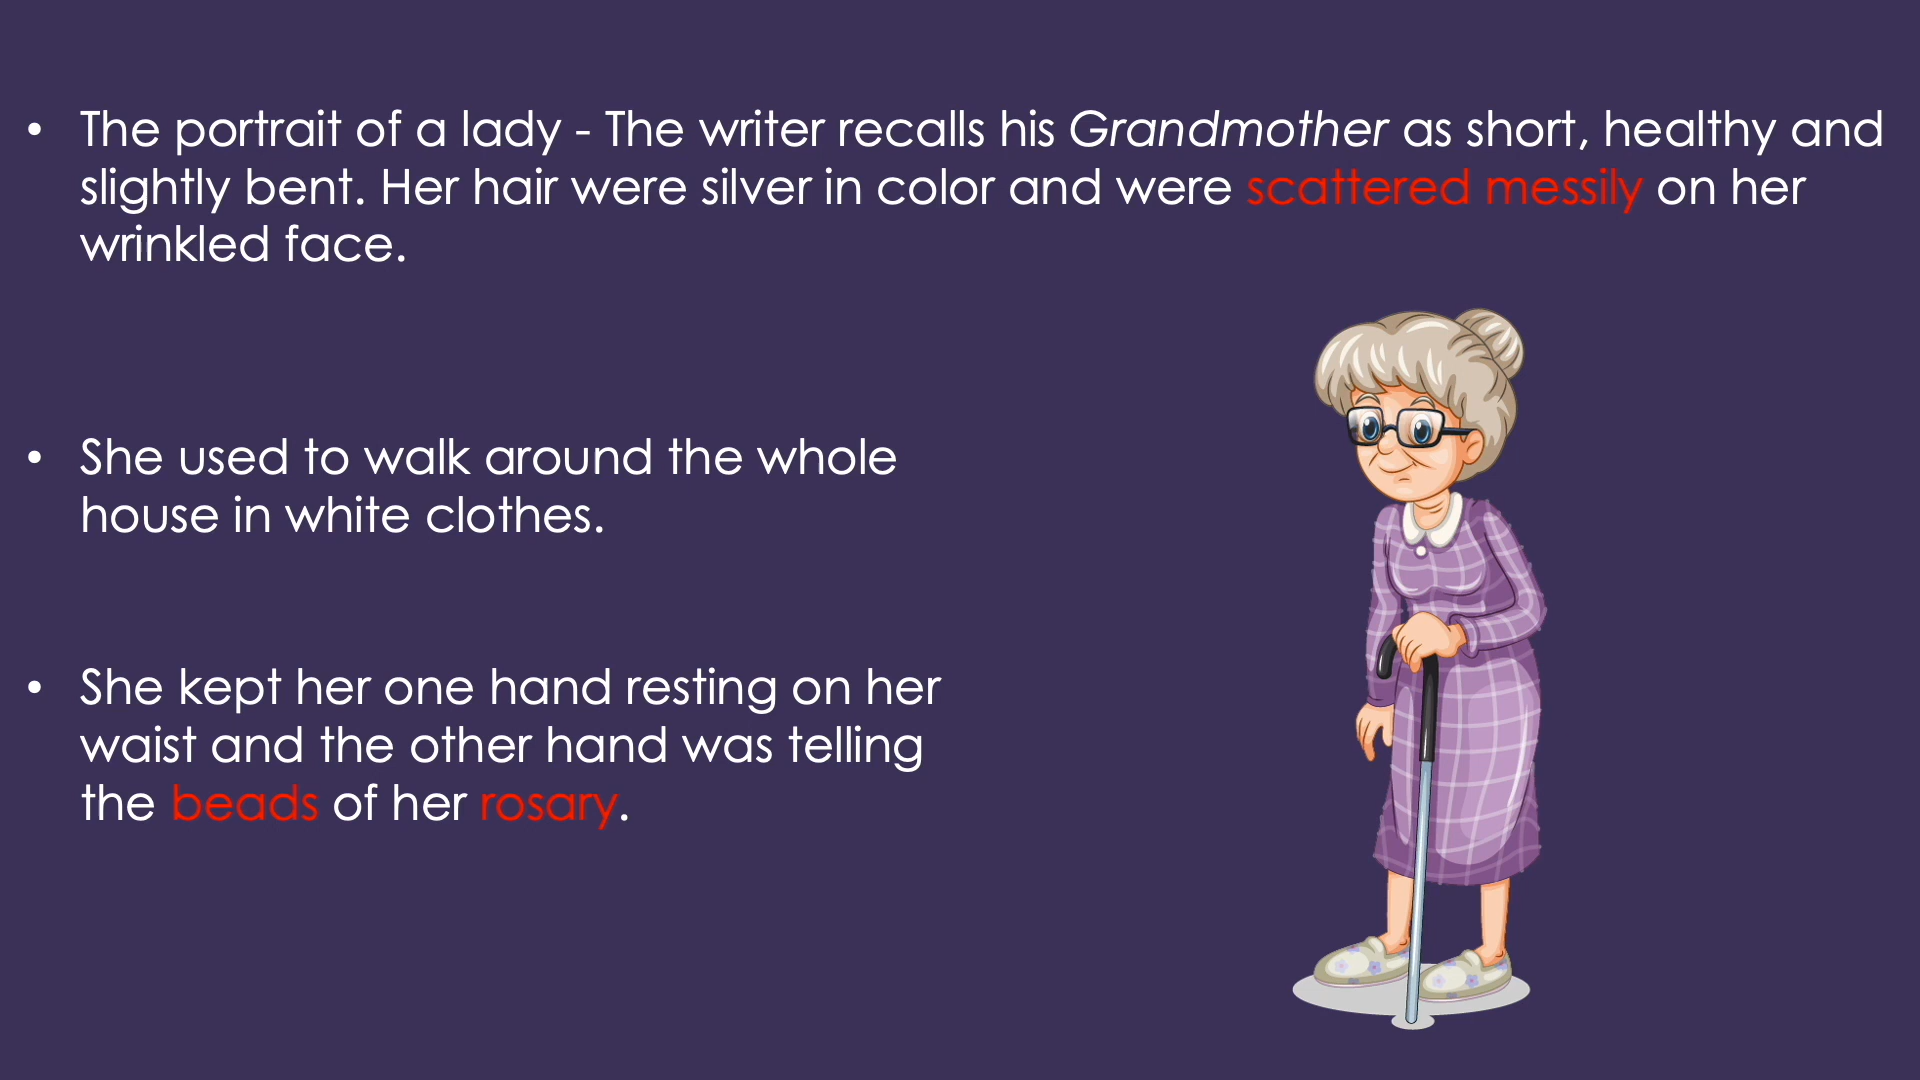 • The portrait of a lady - The writer recalls his Grandmother as short, healthy and
slightly bent. Her hair were silver in color and were scattered messily on her
wrinkled face.
• She used to walk around the whole
house in white clothes.
• She kept her one hand resting on her
waist and the other hand was telling
the beads of her rosary.